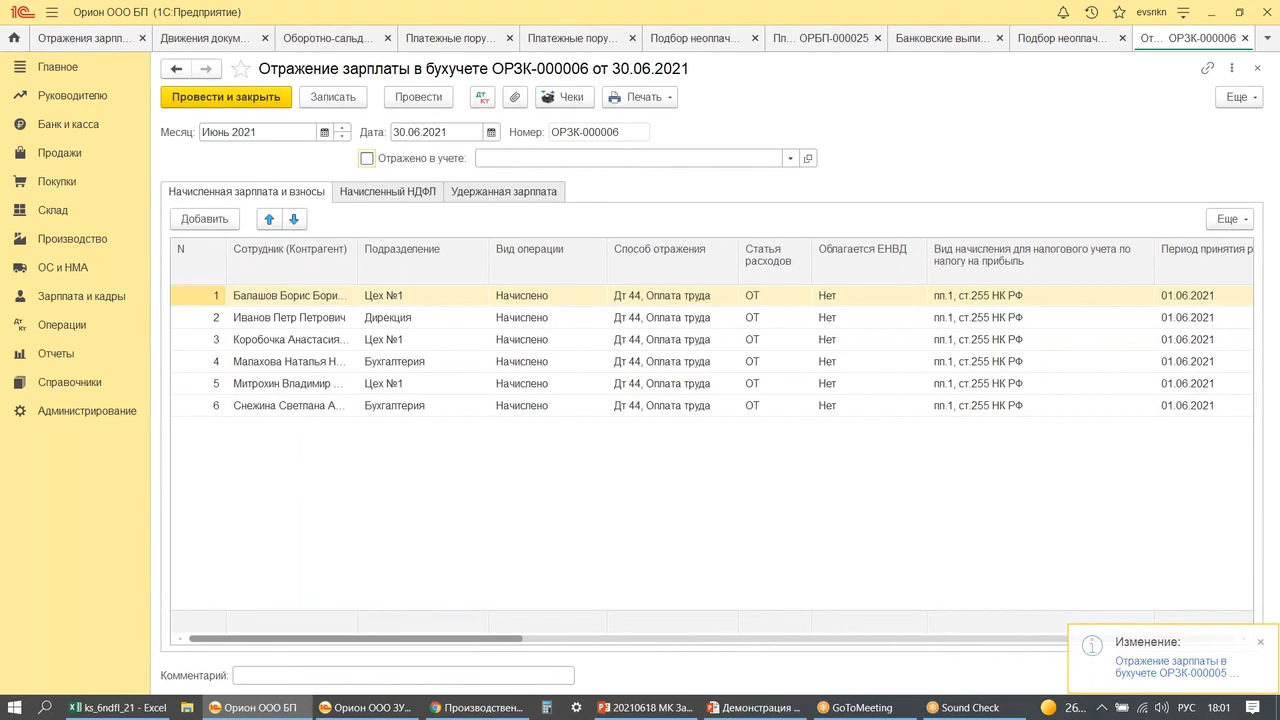 Орион ООО БП (1С:Предприятие)
evsnkn
Отражения зарпл...
Движения докум...
Оборотно-сальд...
Платежные пору...
Платежные пору...
Подбор неоплач...
Пл... ОРБП-000025
Банковские выпи...
Подбор неоплач...
От... ОРЗК-000006
Главное
Руководителю
Банк и касса
Продажи
Покупки
Склад
Производство
ОС и НМА
Зарплата и кадры
Операции
Отчеты
Справочники
Администрирование
Отражение зарплаты в бухучете ОРЗК-000006 от 30.06.2021
Провести и закрыть Записать Провести Чеки Печать Еще
Месяц: Июнь 2021 Дата: 30.06.2021 Номер: ОРЗК-000006
Отражено в учете:
Начисленная зарплата и взносы Начисленный НДФЛ Удержанная зарплата
Добавить Еще
N Сотрудник (Контрагент) Подразделение Вид операции Способ отражения Статья расходов Облагается ЕНВД Вид начисления для налогового учета по налогу на прибыль Период принятия р
1 Балашов Борис Бори... Цех №1 Начислено Дт 44, Оплата труда ОТ Нет пп.1, ст.255 НК РФ 01.06.2021
2 Иванов Петр Петрович Дирекция Начислено Дт 44, Оплата труда ОТ Нет пп.1, ст.255 НК РФ 01.06.2021
3 Коробочка Анастасия... Цех №1 Начислено Дт 44, Оплата труда ОТ Нет пп.1, ст.255 НК РФ 01.06.2021
4 Малахова Наталья Н... Бухгалтерия Начислено Дт 44, Оплата труда ОТ Нет пп.1, ст.255 НК РФ 01.06.2021
5 Митрохин Владимир ... Цех №1 Начислено Дт 44, Оплата труда ОТ Нет пп.1, ст.255 НК РФ 01.06.2021
6 Снежина Светлана А... Бухгалтерия Начислено Дт 44, Оплата труда ОТ Нет пп.1, ст.255 НК РФ 01.06.2021
Изменение:
Отражение зарплаты в
бухучете ОРЗК-000005 ...
Комментарий:
ks_6ndfl_21 - Excel Орион ООО БП Орион ООО ЗУ... Производствен... 20210618 МК За... Демонстрация ... GoToMeeting Sound Check 26... РУС 18:01